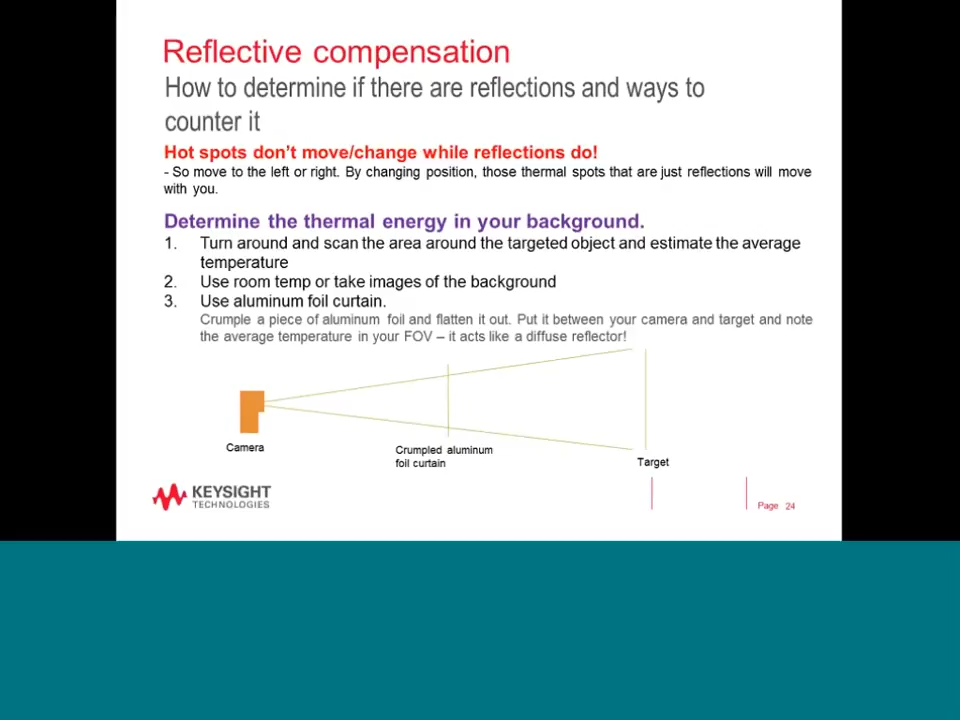 Reflective compensation
How to determine if there are reflections and ways to
counter it
Hot spots don't move/change while reflections do!
- So move to the left or right. By changing position, those thermal spots that are just reflections will move
with you.
Determine the thermal energy in your background.
1. Turn around and scan the area around the targeted object and estimate the average
temperature
2. Use room temp or take images of the background
3. Use aluminum foil curtain.
Crumple a piece of aluminum foil and flatten it out. Put it between your camera and target and note
the average temperature in your FOV – it acts like a diffuse reflector!
Camera
Crumpled aluminum
foil curtain
Target
KEYSIGHT
TECHNOLOGIES
Page 24